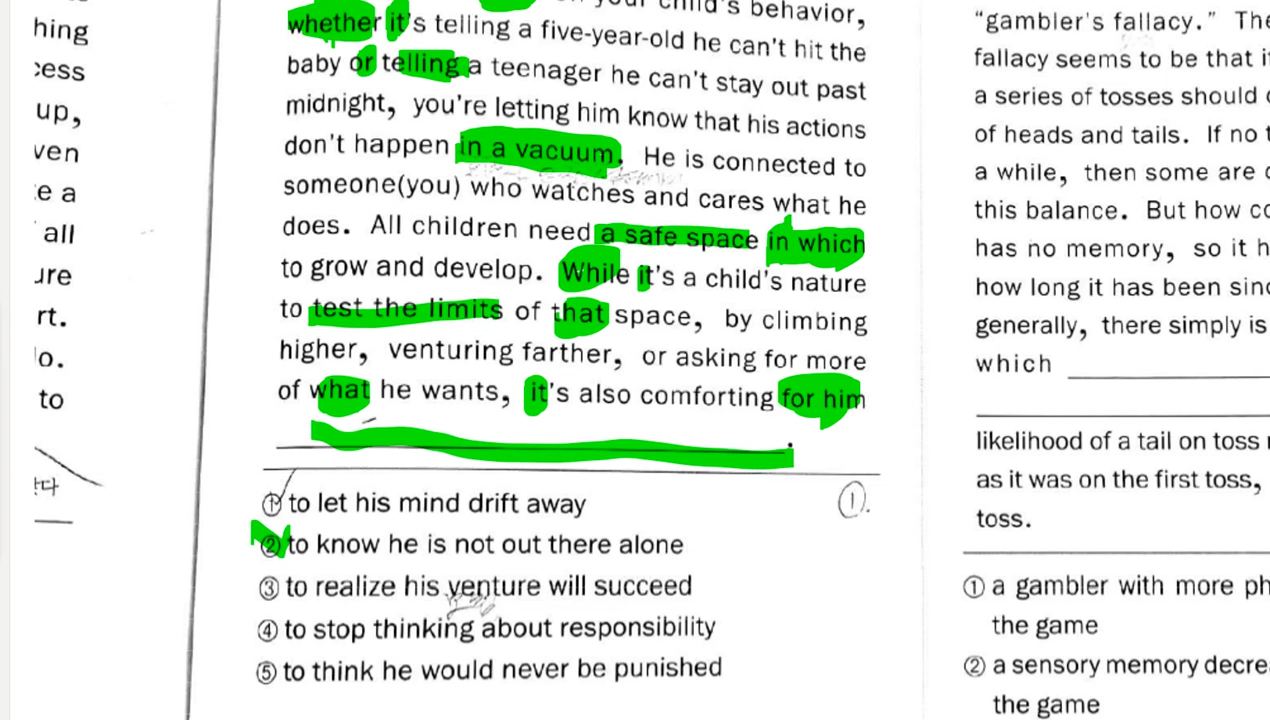 hing
cess
up,
ven
e a
all
ure
rt.
to
child's behavior,
whether it's telling a five-year-old he can't hit the
baby or telling a teenager he can't stay out past
midnight, you're letting him know that his actions
don't happen in a vacuum. He is connected to
someone(you) who watches and cares what he
does. All children need a safe space in which
to grow and develop. While it's a child's nature
to test the limits of that space, by climbing
higher, venturing farther, or asking for more
of what he wants, it's also comforting for him
① to let his mind drift away
①.
② to know he is not out there alone
③ to realize his venture will succeed
④ to stop thinking about responsibility
⑤ to think he would never be punished
"gambler's fallacy." The
fallacy seems to be that i
a series of tosses should
of heads and tails. If no t
a while, then some are
this balance. But how co
has no memory, so it h
how long it has been sinc
generally, there simply is
which
likelihood of a tail on toss
as it was on the first toss,
toss.
① a gambler with more ph
the game
② a sensory memory decre
the game